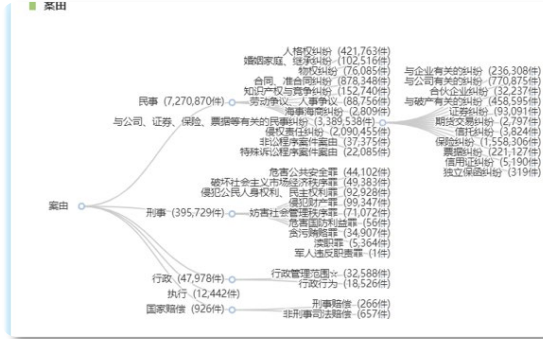 案由
案由
民事 (7,270,870件)
人格权纠纷 (421,763件)
婚姻家庭、继承纠纷 (102,516件)
物权纠纷 (76,085件)
合同、准合同纠纷 (878,348件)
知识产权与竞争纠纷 (152,740件)
劳动争议、人事争议 (88,756件)
海事海商纠纷 (2,809件)
与公司、证券、保险、票据等有关的民事纠纷 (3,389,538件)
侵权责任纠纷 (2,090,455件)
非讼程序案件案由 (37,375件)
特殊诉讼程序案件案由 (22,085件)
与企业有关的纠纷 (236,308件)
与公司有关的纠纷 (770,875件)
合伙企业纠纷 (32,237件)
与破产有关的纠纷 (458,595件)
证券纠纷 (93,091件)
期货交易纠纷 (2,797件)
信托纠纷 (3,824件)
保险纠纷 (1,558,306件)
票据纠纷 (221,127件)
信用证纠纷 (5,190件)
独立保函纠纷 (319件)
刑事 (395,729件)
危害公共安全罪 (44,102件)
破坏社会主义市场经济秩序罪 (49,383件)
侵犯公民人身权利、民主权利罪 (92,928件)
侵犯财产罪 (99,347件)
妨害社会管理秩序罪 (71,072件)
危害国防利益罪 (56件)
贪污贿赂罪 (34,907件)
渎职罪 (5,364件)
军人违反职责罪 (1件)
行政 (47,978件)
行政管理范围 (32,588件)
行政行为 (18,526件)
执行 (12,442件)
国家赔偿 (926件)
刑事赔偿 (266件)
非刑事司法赔偿 (657件)